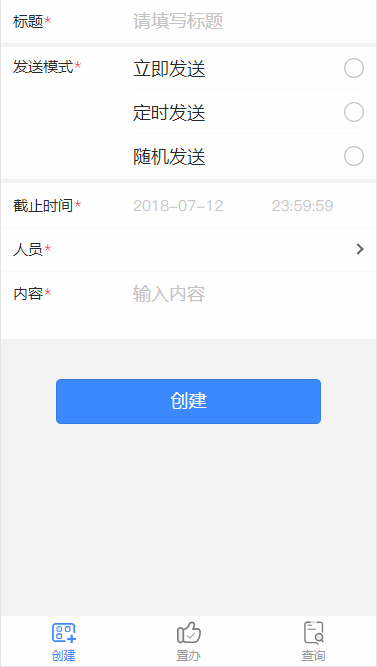 标题* 请填写标题
发送模式* 立即发送
定时发送
随机发送
截止时间* 2018-07-12 23:59:59
人员*
内容* 输入内容
创建
创建 置办 查询